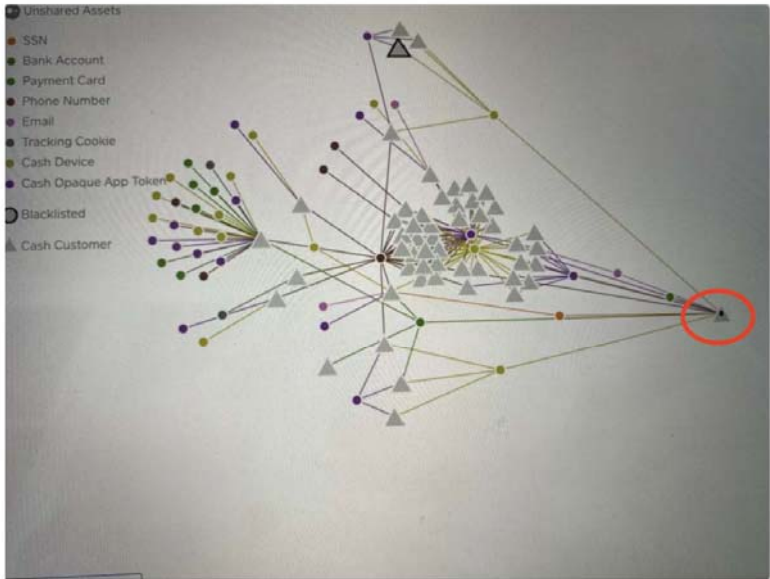 Unshared Assets
SSN
Bank Account
Payment Card
Phone Number
Email
Tracking Cookie
Cash Device
Cash Opaque App Token
Blacklisted
Cash Customer